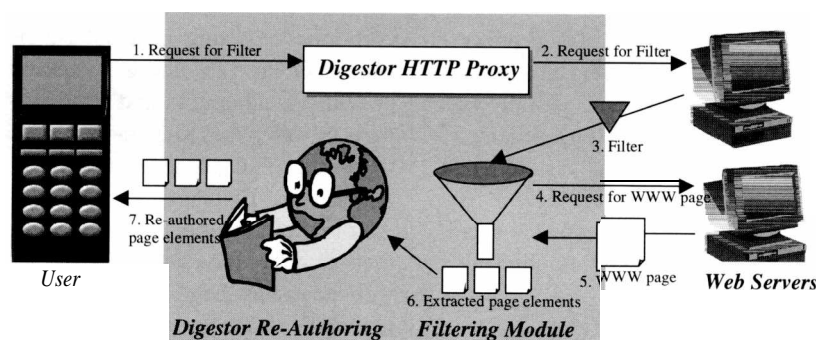 1. Request for Filter
Digestor HTTP Proxy
2. Request for Filter
3. Filter
4. Request for WWW page
7. Re-authored
page elements
5. WWW page
6. Extracted page elements
User
Web Servers
Digestor Re-Authoring
Filtering Module